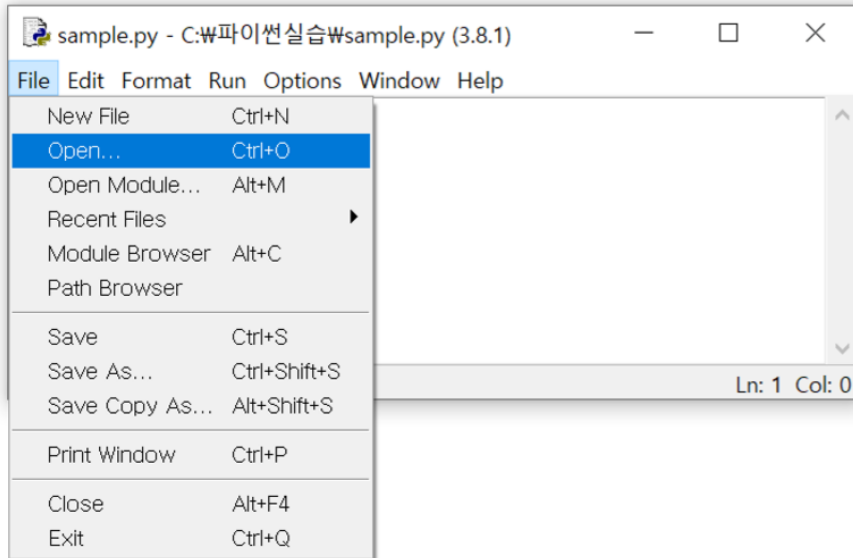 sample.py - C:₩파이썬실습₩sample.py (3.8.1)
File Edit Format Run Options Window Help
New File Ctrl+N
Open... Ctrl+O
Open Module... Alt+M
Recent Files
Module Browser Alt+C
Path Browser
Save Ctrl+S
Save As... Ctrl+Shift+S
Save Copy As... Alt+Shift+S
Print Window Ctrl+P
Close Alt+F4
Exit Ctrl+Q
Ln: 1 Col: 0